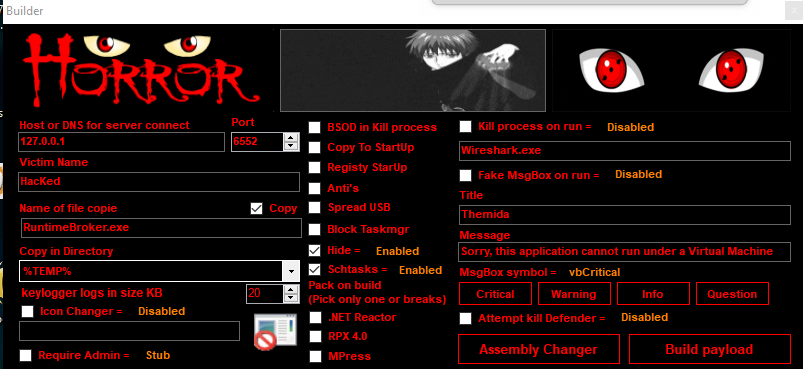 Builder
x
HORROR
Host or DNS for server connect
Port
127.0.0.1
6552
Victim Name
HacKed
Name of file copie
Copy
RuntimeBroker.exe
Copy in Directory
%TEMP%
keylogger logs in size KB
20
Icon Changer =
Disabled
Require Admin =
Stub
BSOD in Kill process
Copy To StartUp
Registy StarUp
Anti's
Spread USB
Block Taskmgr
Hide =
Enabled
Schtasks =
Enabled
Pack on build
(Pick only one or breaks)
.NET Reactor
RPX 4.0
MPress
Kill process on run =
Disabled
Wireshark.exe
Fake MsgBox on run =
Disabled
Title
Themida
Message
Sorry, this application cannot run under a Virtual Machine
MsgBox symbol =
vbCritical
Critical
Warning
Info
Question
Attempt kill Defender =
Disabled
Assembly Changer
Build payload